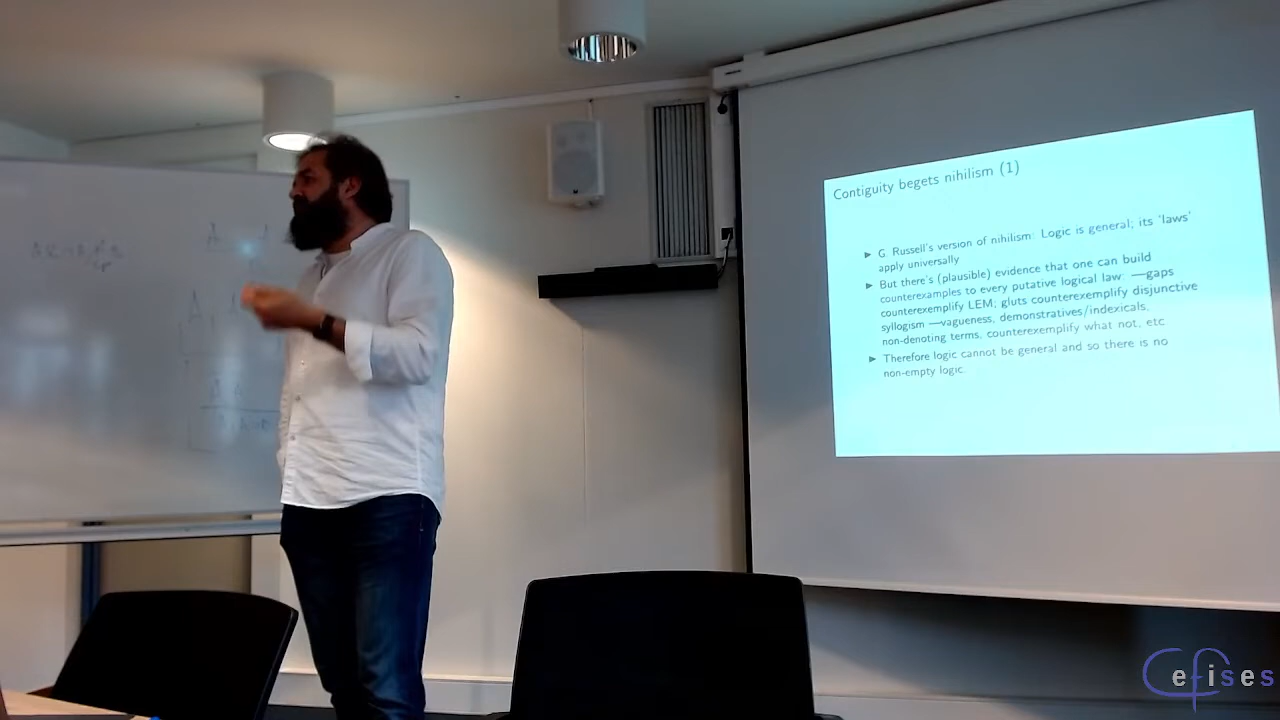 Contiguity begets nihilism (1)
G. Russell's version of nihilism: Logic is general; its 'laws'
apply universally
But there's (plausible) evidence that one can build
counterexamples to every putative logical law: —gaps
counterexemplify LEM; gluts counterexemplify disjunctive
syllogism —vagueness, demonstratives/indexicals,
non-denoting terms, counterexemplify what not, etc
Therefore logic cannot be general and so there is no
non-empty logic
Cefises